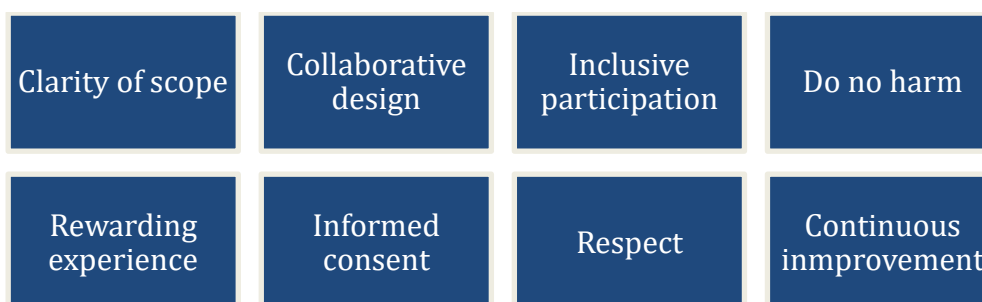 Clarity of scope
Collaborative
design
Inclusive
participation
Do no harm
Rewarding
experience
Informed
consent
Respect
Continuous
inmprovement